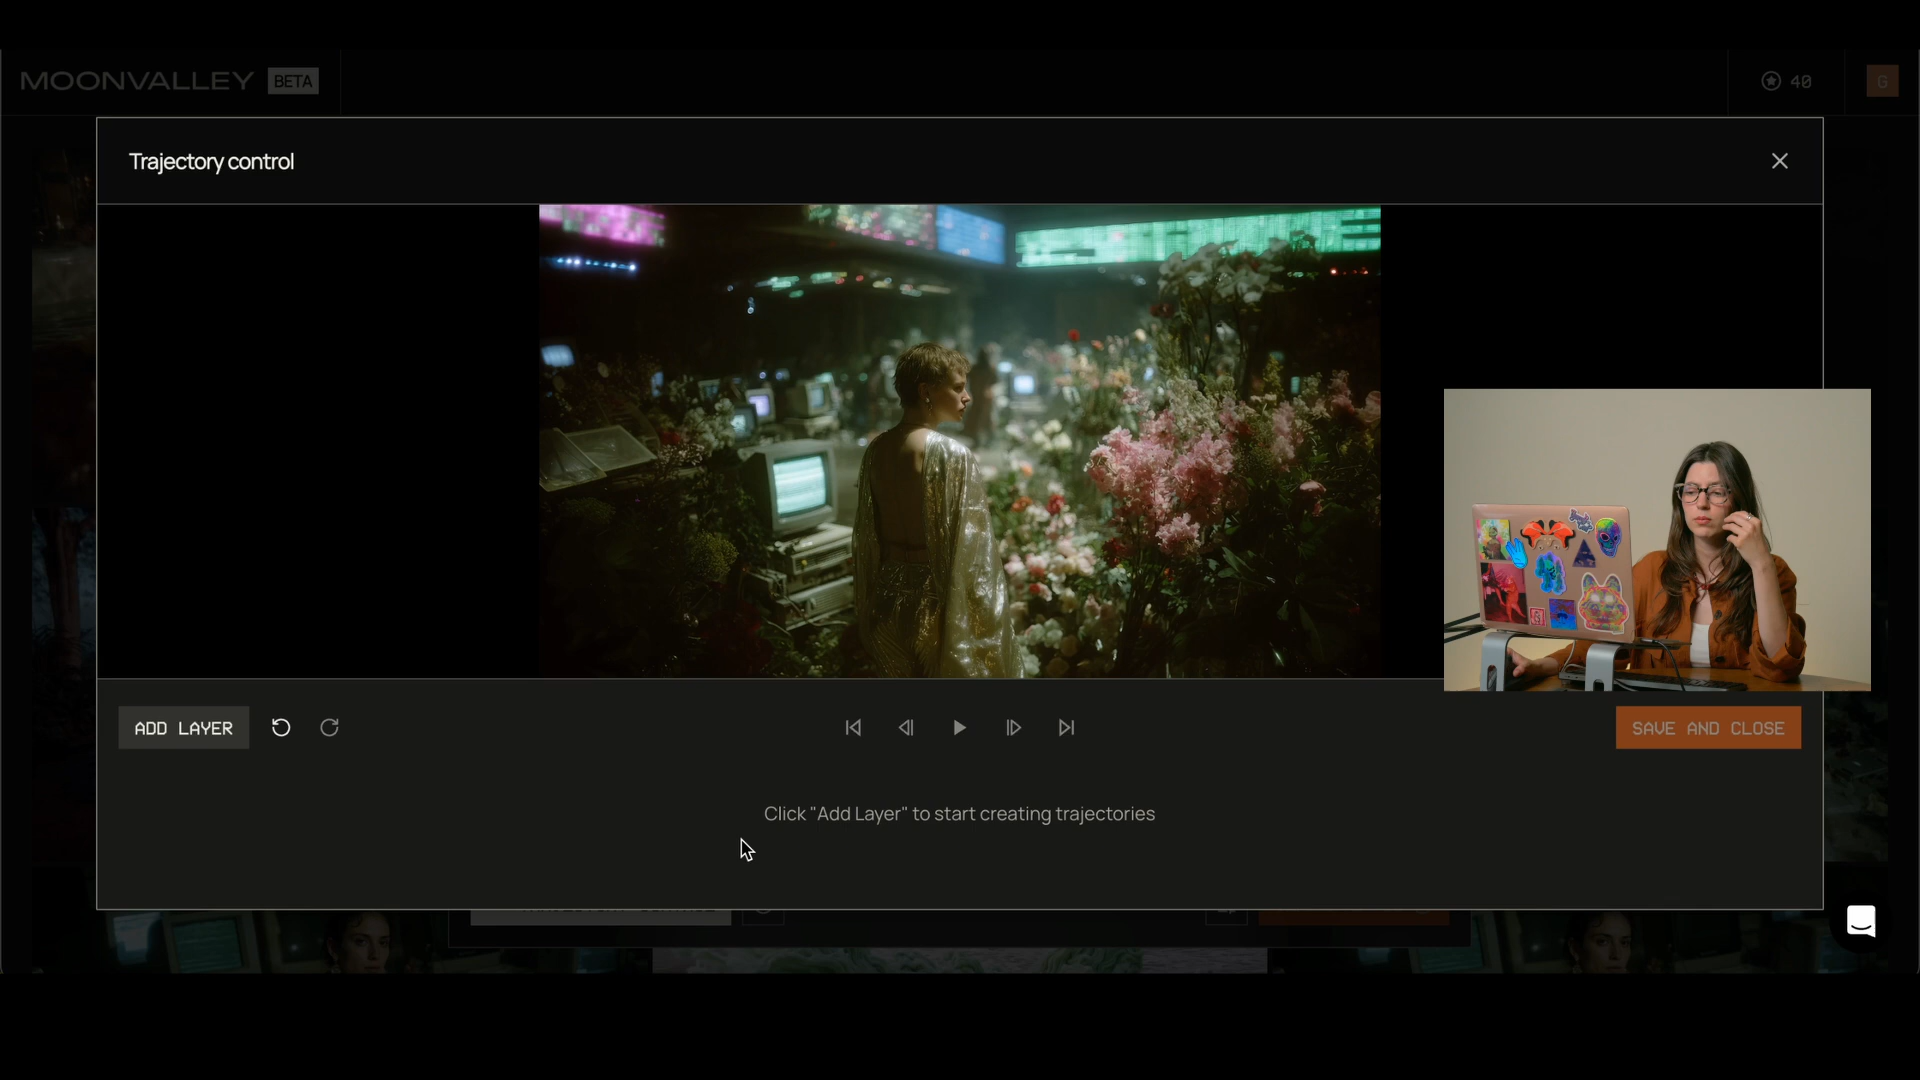 MOONVALLEY BETA
40
G
Trajectory control
ADD LAYER
SAVE AND CLOSE
Click "Add Layer" to start creating trajectories